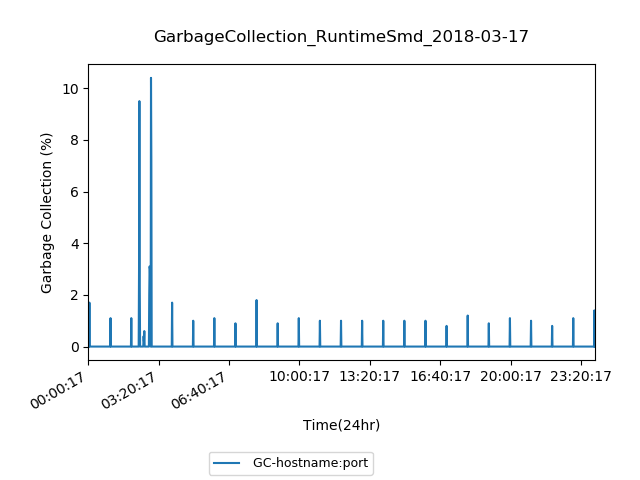 GarbageCollection_RuntimeSmd_2018-03-17
Garbage Collection (%)
10
8
6
4
2
0
00:00:17 03:20:17 06:40:17 10:00:17 13:20:17 16:40:17 20:00:17 23:20:17
Time(24hr)
GC-hostname:port